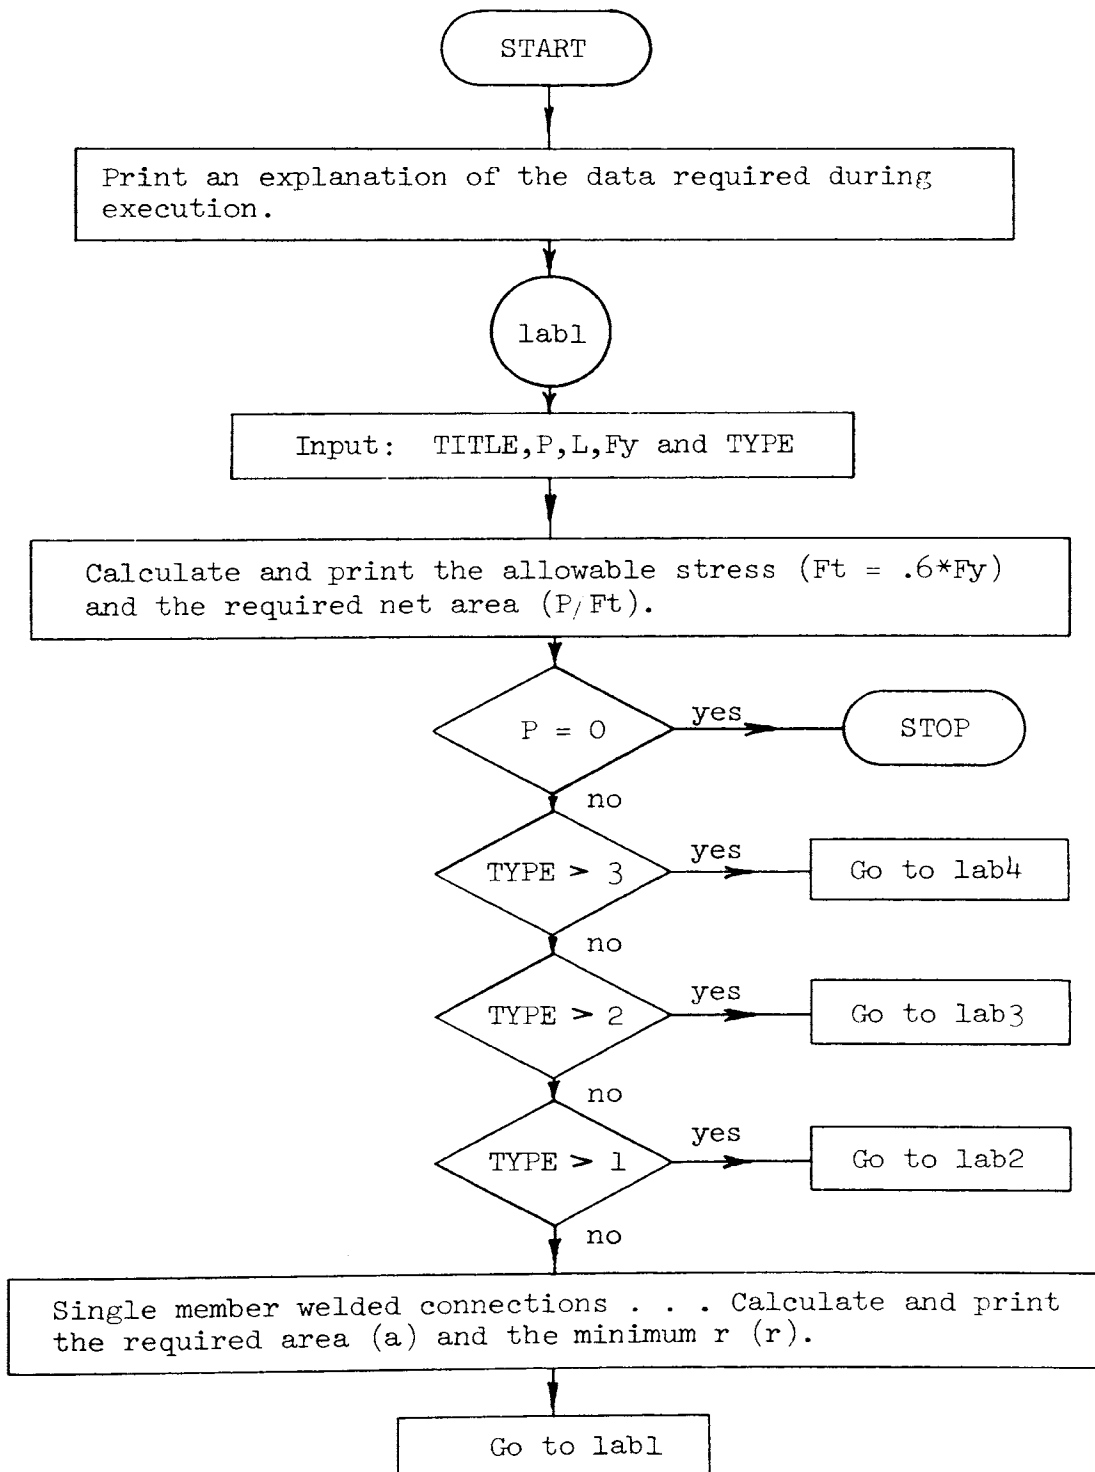 START
Print an explanation of the data required during
execution.
lab1
Input: TITLE,P,L,Fy and TYPE
Calculate and print the allowable stress (Ft = .6*Fy)
and the required net area (P/Ft).
P = 0
yes
STOP
no
TYPE > 3
yes
Go to lab4
no
TYPE > 2
yes
Go to lab3
no
TYPE > 1
yes
Go to lab2
no
Single member welded connections . . . Calculate and print
the required area (a) and the minimum r (r).
Go to lab1